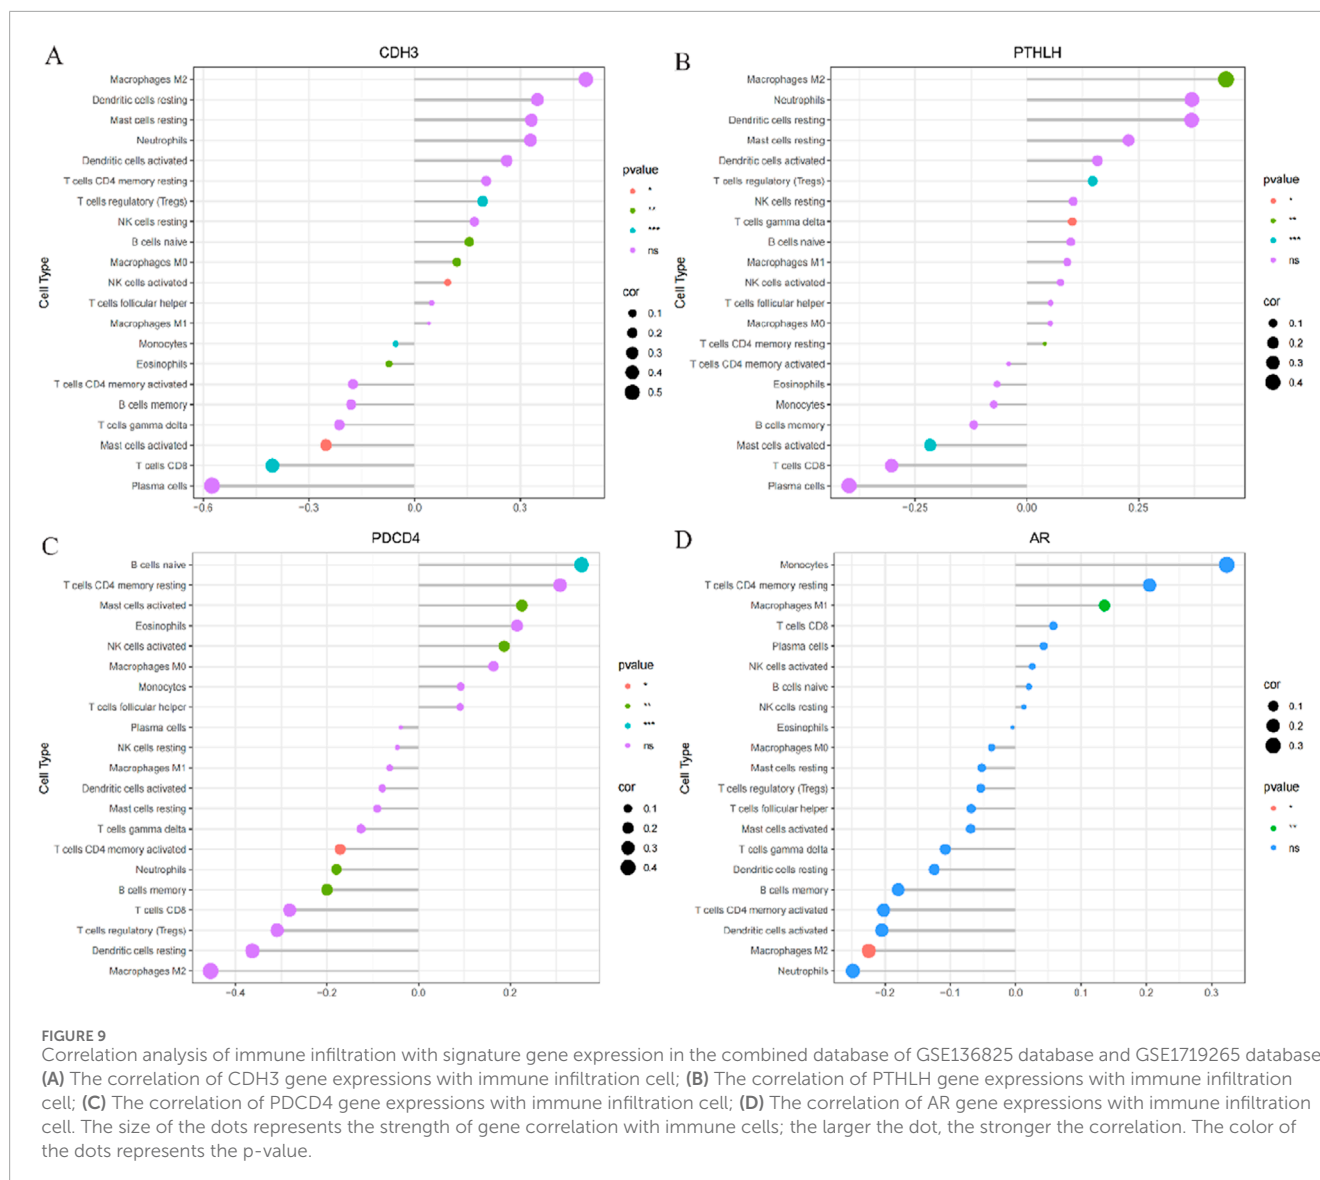 A
CDH3
Macrophages M2
Dendritic cells resting
Mast cells resting
Neutrophils
Dendritic cells activated
T cells CD4 memory resting
T cells regulatory (Tregs)
NK cells resting
B cells naive
Macrophages M0
NK cells activated
T cells follicular helper
Macrophages M1
Monocytes
Eosinophils
T cells CD4 memory activated
B cells memory
T cells gamma delta
Mast cells activated
T cells CD8
Plasma cells
Cell Type
−0.6 −0.3 0.0 0.3
pvalue
*
**
***
ns
cor
0.1
0.2
0.3
0.4
0.5
B
PTHLH
Macrophages M2
Neutrophils
Dendritic cells resting
Mast cells resting
Dendritic cells activated
T cells regulatory (Tregs)
NK cells resting
T cells gamma delta
B cells naive
Macrophages M1
NK cells activated
T cells follicular helper
Macrophages M0
T cells CD4 memory resting
T cells CD4 memory activated
Eosinophils
Monocytes
B cells memory
Mast cells activated
T cells CD8
Plasma cells
Cell Type
−0.25 0.00 0.25
pvalue
*
**
***
ns
cor
0.1
0.2
0.3
0.4
C
PDCD4
B cells naive
T cells CD4 memory resting
Mast cells activated
Eosinophils
NK cells activated
Macrophages M0
Monocytes
T cells follicular helper
Plasma cells
NK cells resting
Macrophages M1
Dendritic cells activated
Mast cells resting
T cells gamma delta
T cells CD4 memory activated
Neutrophils
B cells memory
T cells CD8
T cells regulatory (Tregs)
Dendritic cells resting
Macrophages M2
Cell Type
−0.4 −0.2 0.0 0.2
pvalue
*
**
***
ns
cor
0.1
0.2
0.3
0.4
D
AR
Monocytes
T cells CD4 memory resting
Macrophages M1
T cells CD8
Plasma cells
NK cells activated
B cells naive
NK cells resting
Eosinophils
Macrophages M0
Mast cells resting
T cells regulatory (Tregs)
T cells follicular helper
Mast cells activated
T cells gamma delta
Dendritic cells resting
B cells memory
T cells CD4 memory activated
Dendritic cells activated
Macrophages M2
Neutrophils
Cell Type
−0.2 −0.1 0.0 0.1 0.2 0.3
cor
0.1
0.2
0.3
pvalue
*
**
ns
FIGURE 9
Correlation analysis of immune infiltration with signature gene expression in the combined database of GSE136825 database and GSE1719265 database
(A) The correlation of CDH3 gene expressions with immune infiltration cell; (B) The correlation of PTHLH gene expressions with immune infiltration
cell; (C) The correlation of PDCD4 gene expressions with immune infiltration cell; (D) The correlation of AR gene expressions with immune infiltration
cell. The size of the dots represents the strength of gene correlation with immune cells; the larger the dot, the stronger the correlation. The color of
the dots represents the p-value.